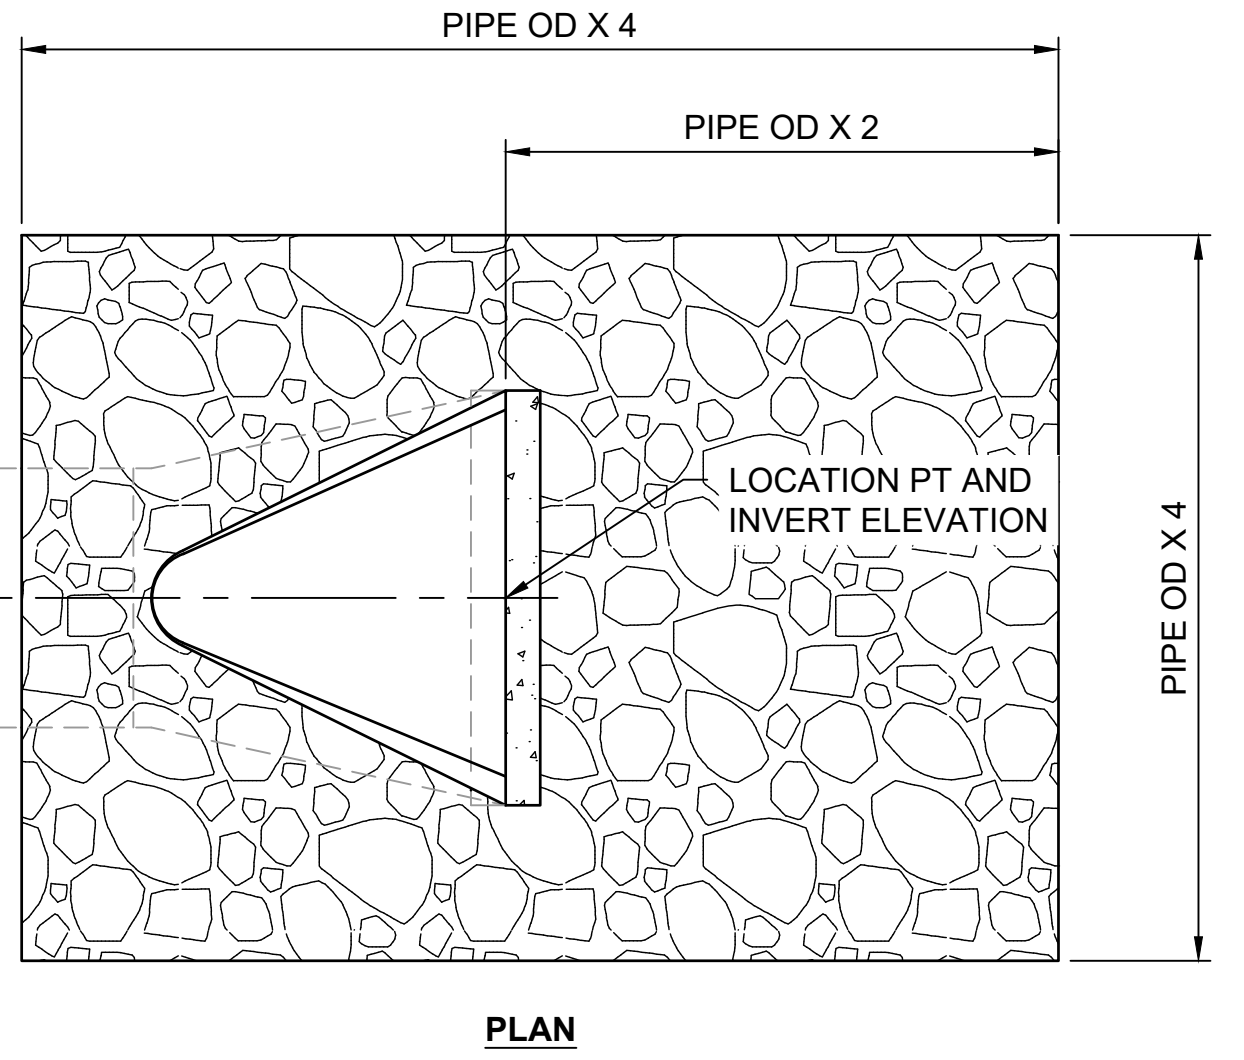 PIPE OD X 4
PIPE OD X 2
LOCATION PT AND
INVERT ELEVATION
PIPE OD X 4
PLAN